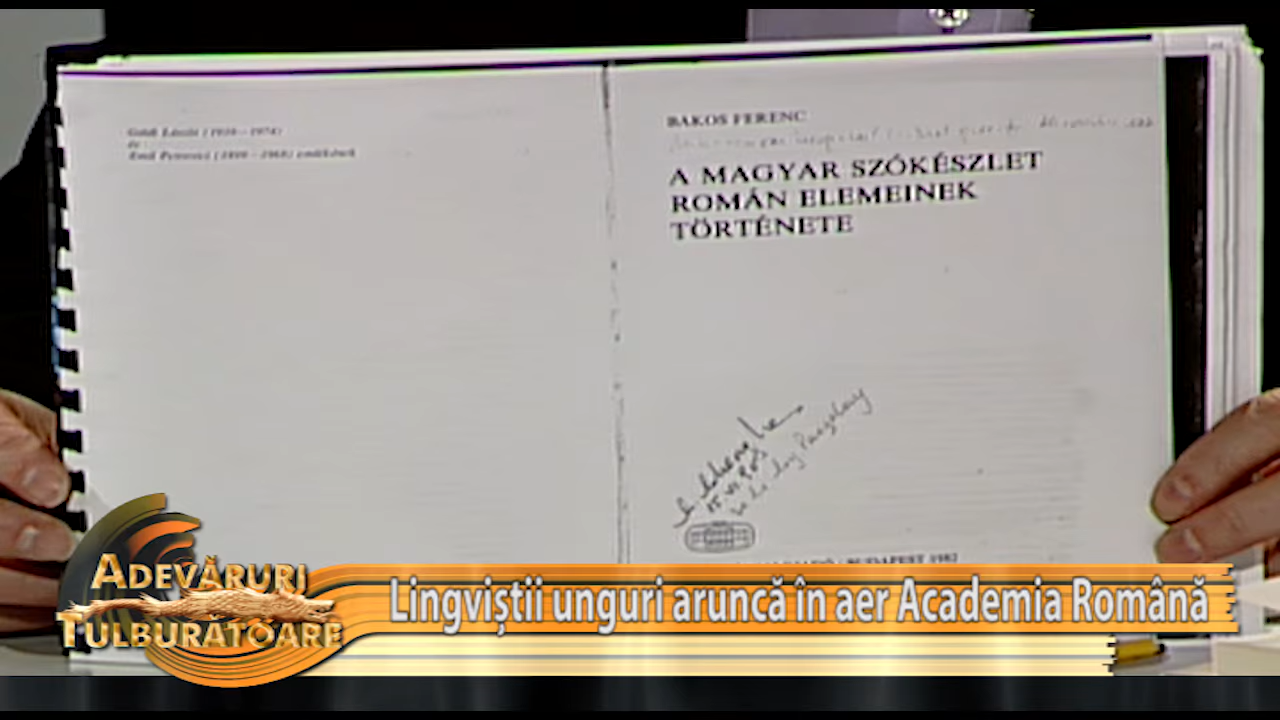 Gáldi László (1910—1974)
és
Emil Petrovici (1899—1968) emlékének
BAKOS FERENC
A MAGYAR SZÓKÉSZLET
ROMÁN ELEMEINEK
TÖRTÉNETE
BUDAPEST 1982
ADEVĂRURI
TULBURĂTOARE
Lingviștii unguri aruncă în aer Academia Română